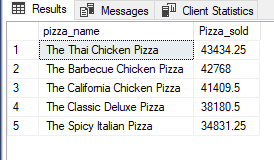 Results Messages Client Statistics
pizza_name Pizza_sold
1 The Thai Chicken Pizza 43434.25
2 The Barbecue Chicken Pizza 42768
3 The California Chicken Pizza 41409.5
4 The Classic Deluxe Pizza 38180.5
5 The Spicy Italian Pizza 34831.25